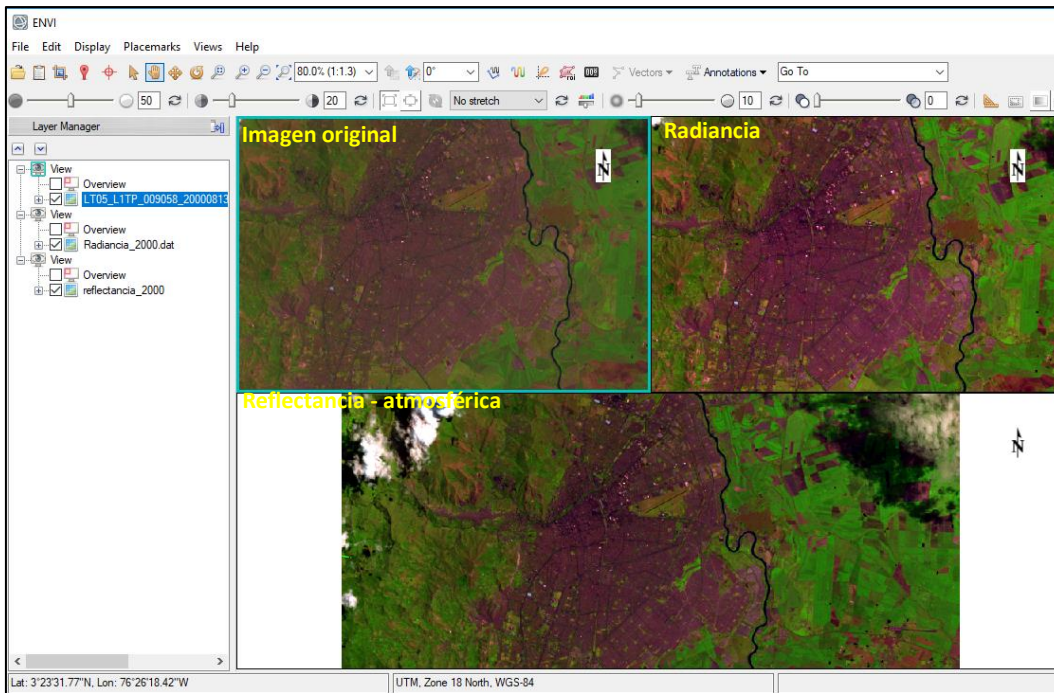 ENVI
File Edit Display Placemarks Views Help
80.0% (1:1.3) 0° Vectors Annotations Go To
50 20 No stretch 10 0
Layer Manager
View
Overview
LT05_L1TP_009058_20000813
View
Overview
Radiancia_2000.dat
View
Overview
reflectancia_2000
Imagen original
N
Radiancia
N
Reflectancia - atmosférica
N
Lat: 3°23'31.77"N, Lon: 76°26'18.42"W UTM, Zone 18 North, WGS-84